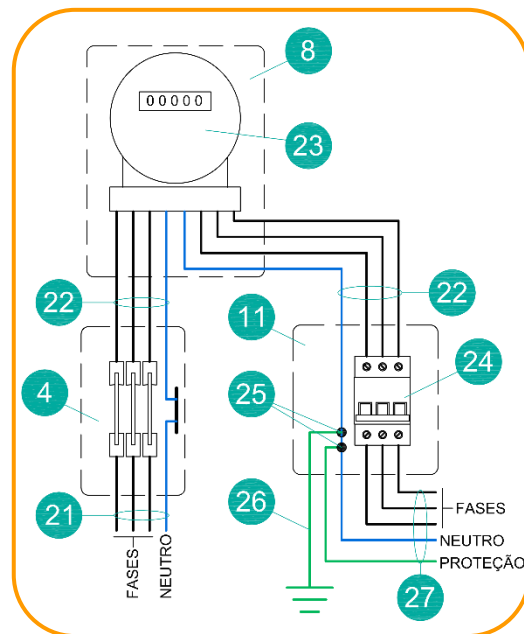 8
00000
23
22
22
11
4
24
25
21
26
FASES
NEUTRO
FASES
NEUTRO
PROTEÇÃO
27